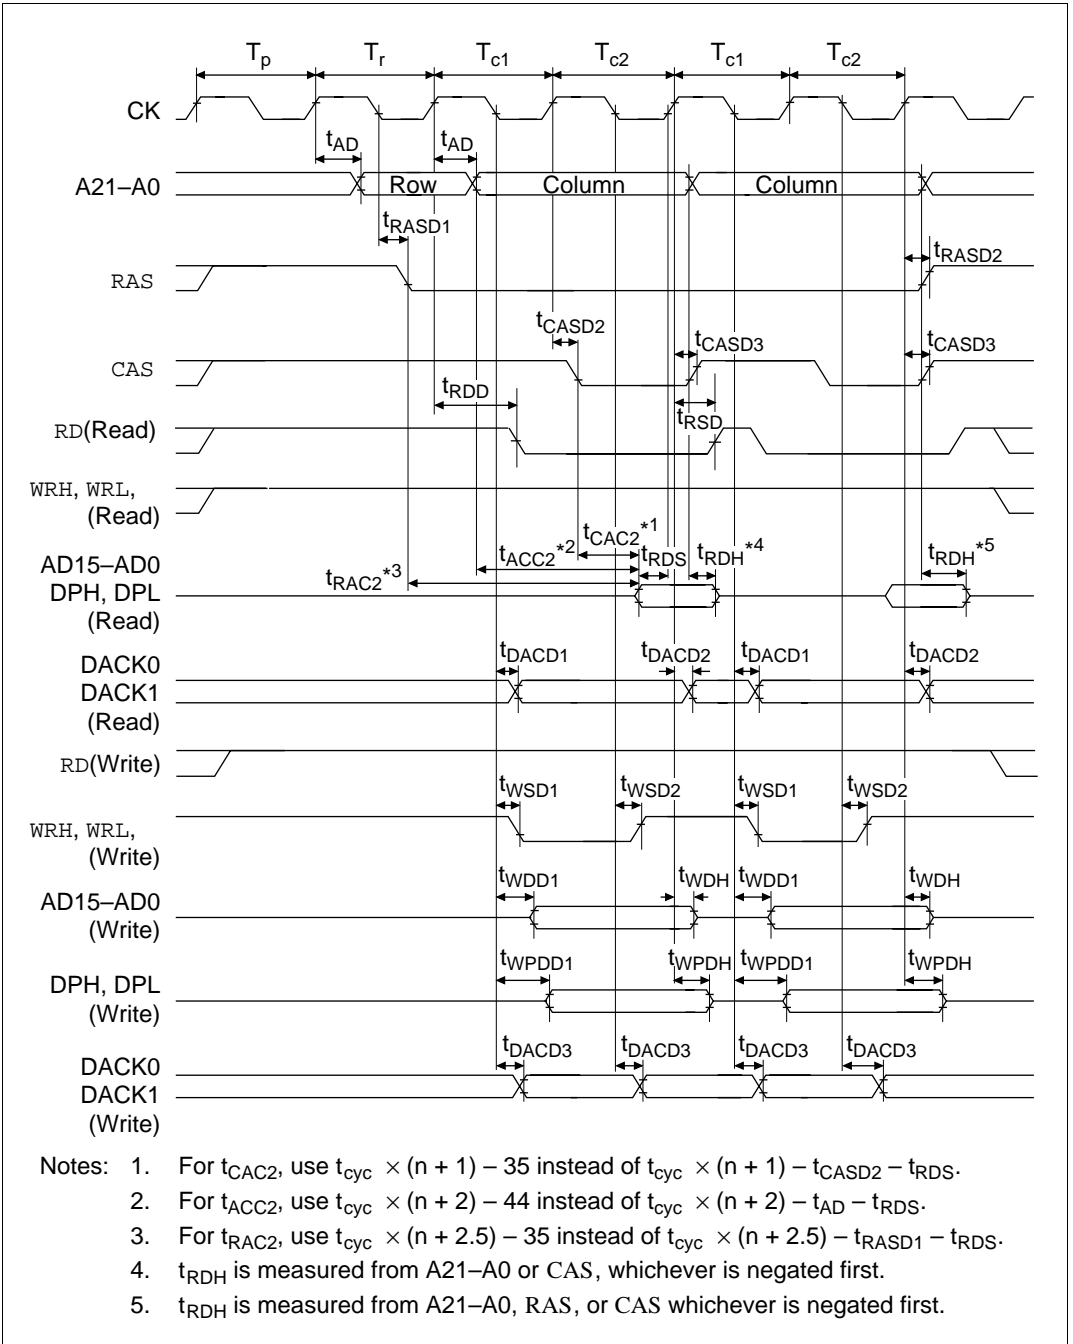 Tp Tr Tc1 Tc2 Tc1 Tc2
CK
tAD tAD
A21–A0 Row Column Column
tRASD1
tRASD2
RAS
tCASD2
tCASD3 tCASD3
CAS
tRDD
tRSD
RD(Read)
WRH, WRL,
(Read)
tCAC2*1
AD15–AD0 tACC2*2 tRDS tRDH*4 tRDH*5
DPH, DPL tRAC2*3
(Read)
DACK0 tDACD1 tDACD2 tDACD1 tDACD2
DACK1
(Read)
RD(Write)
tWSD1 tWSD2 tWSD1 tWSD2
WRH, WRL,
(Write)
tWDD1 tWDH tWDD1 tWDH
AD15–AD0
(Write)
tWPDD1 tWPDH tWPDD1 tWPDH
DPH, DPL
(Write)
tDACD3 tDACD3 tDACD3 tDACD3
DACK0
DACK1
(Write)
Notes: 1. For tCAC2, use tcyc × (n + 1) – 35 instead of tcyc × (n + 1) – tCASD2 – tRDS.
2. For tACC2, use tcyc × (n + 2) – 44 instead of tcyc × (n + 2) – tAD – tRDS.
3. For tRAC2, use tcyc × (n + 2.5) – 35 instead of tcyc × (n + 2.5) – tRASD1 – tRDS.
4. tRDH is measured from A21–A0 or CAS, whichever is negated first.
5. tRDH is measured from A21–A0, RAS, or CAS whichever is negated first.